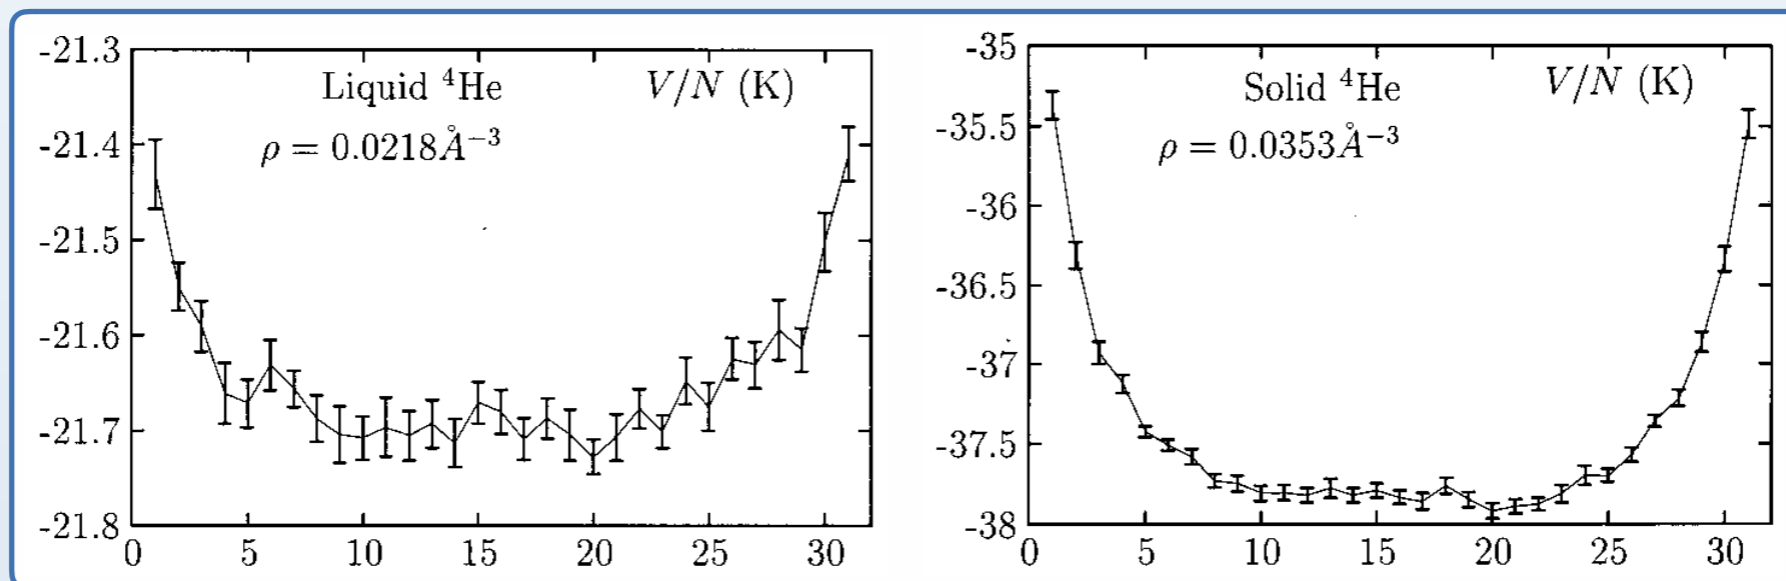 Liquid ⁴He V/N (K)
ρ = 0.0218Å⁻³
-21.3
-21.4
-21.5
-21.6
-21.7
-21.8
0 5 10 15 20 25 30
Solid ⁴He V/N (K)
ρ = 0.0353Å⁻³
-35
-35.5
-36
-36.5
-37
-37.5
-38
0 5 10 15 20 25 30